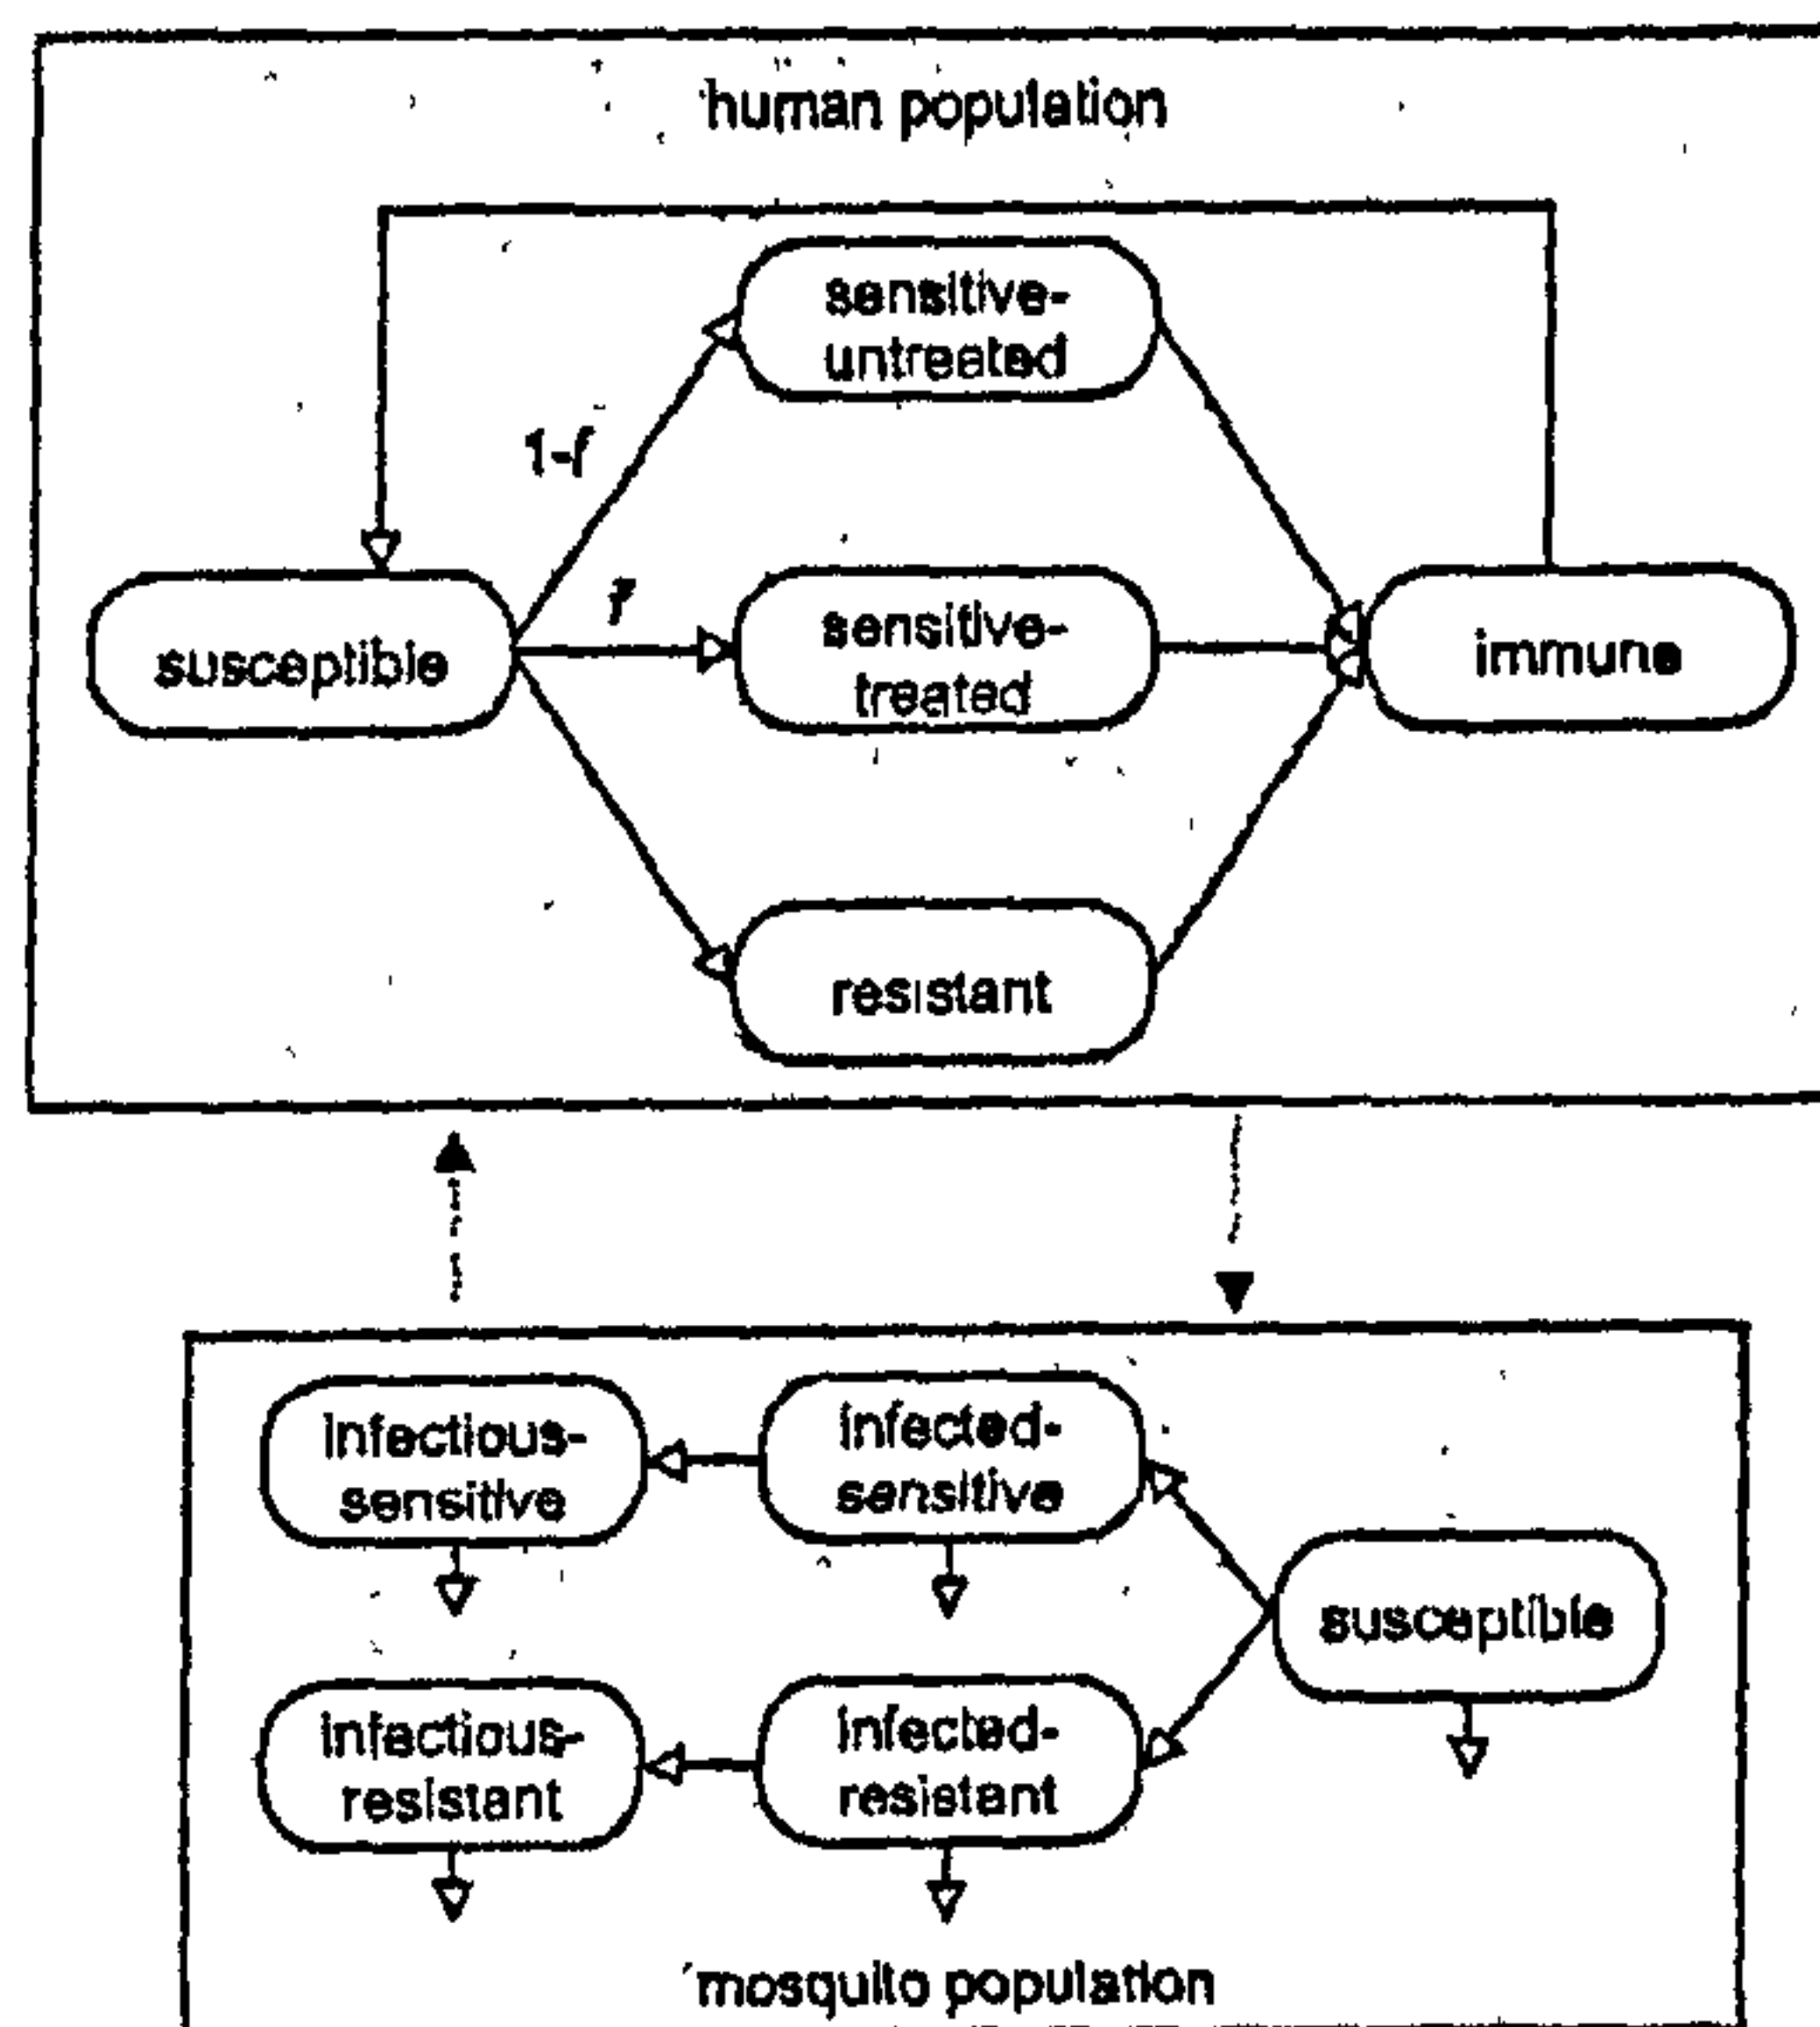 human population
sensitive-
untreated
1-f
f
susceptible
sensitive-
treated
immune
resistant
infectious-
sensitive
infected-
sensitive
susceptible
infectious-
resistant
infected-
resistant
mosquito population